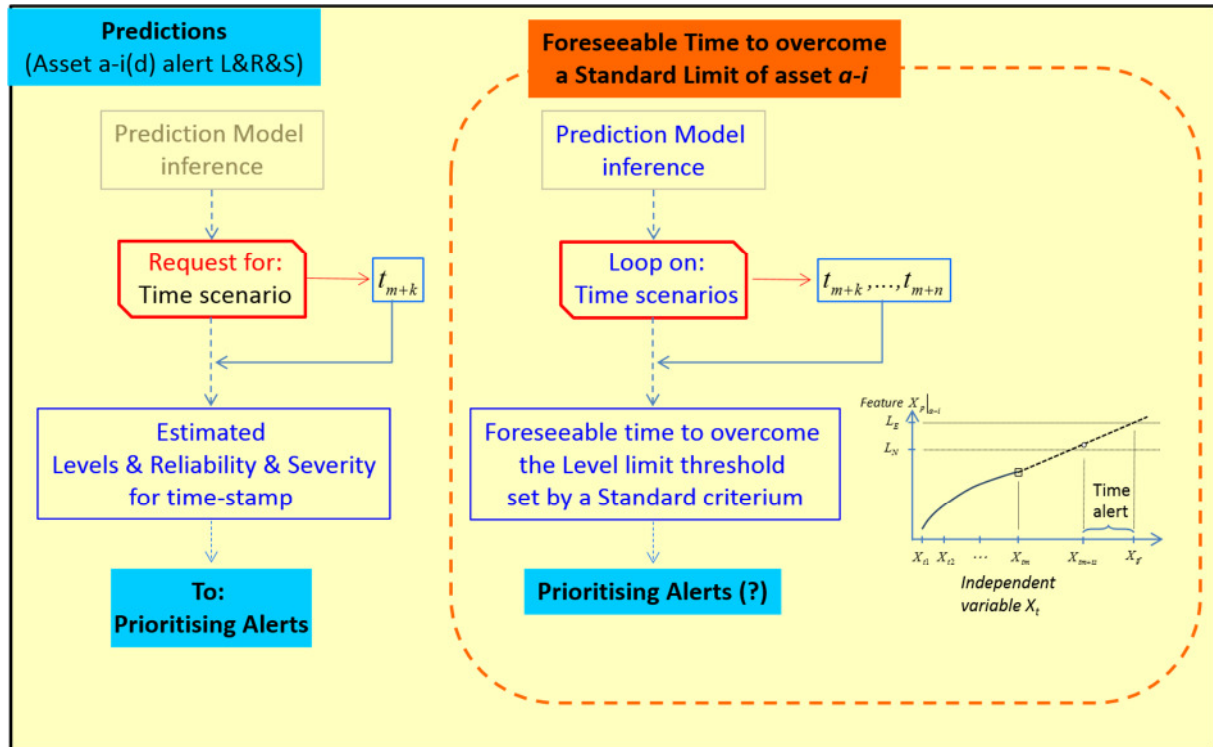 Predictions
(Asset a-i(d) alert L&R&S)
Prediction Model
inference
Request for:
Time scenario
t_{m+k}
Estimated
Levels & Reliability & Severity
for time-stamp
To:
Prioritising Alerts
Foreseeable Time to overcome
a Standard Limit of asset a-i
Prediction Model
inference
Loop on:
Time scenarios
t_{m+k},...,t_{m+n}
Foreseeable time to overcome
the Level limit threshold
set by a Standard criterium
Prioritising Alerts (?)
Feature X_p|_{a-i}
L_E
L_N
Time
alert
X_{t1} X_{t2} ... X_{tm} X_{tf}
Independent
variable X_t